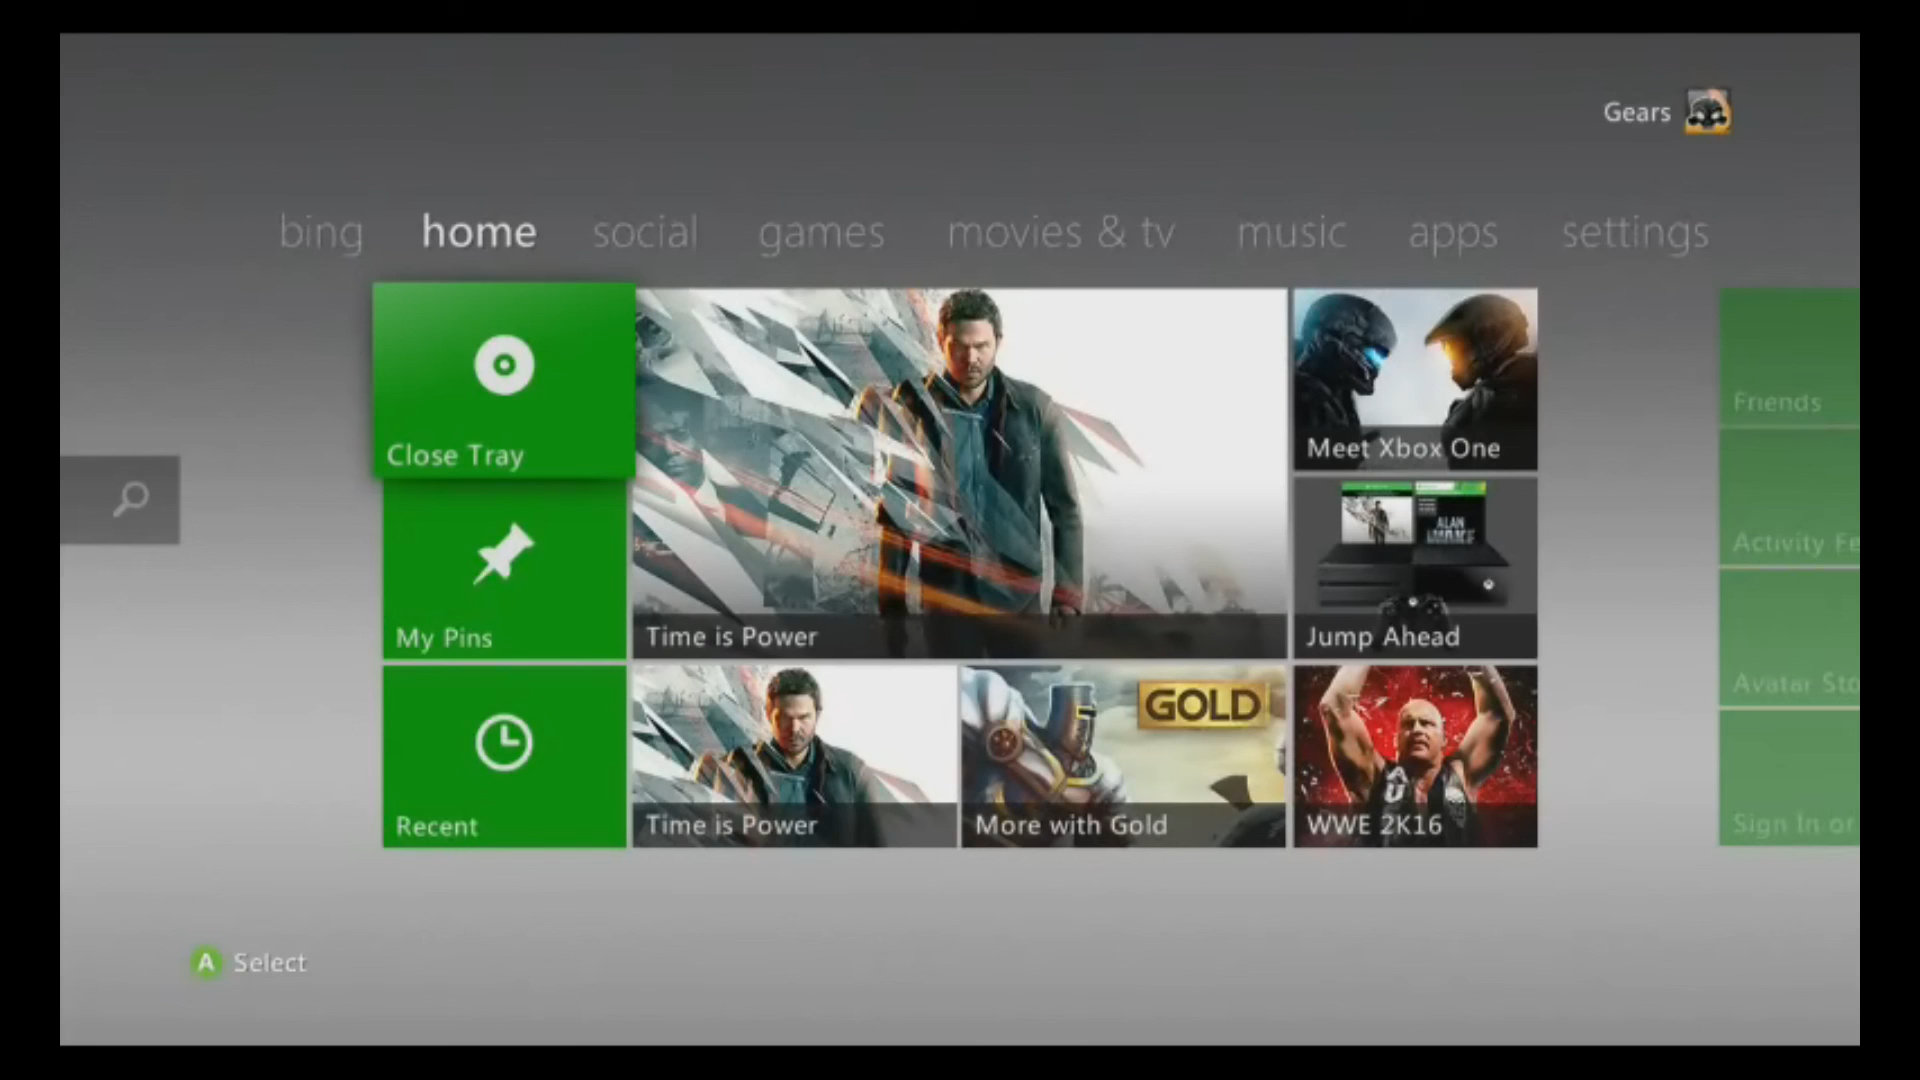 Gears
bing home social games movies & tv music apps settings
Close Tray
My Pins
Recent
Time is Power
Time is Power
GOLD
More with Gold
Meet Xbox One
ALAN WAKE
Jump Ahead
WWE 2K16
Friends
Activity Fe
Avatar Sto
Sign In or
A Select